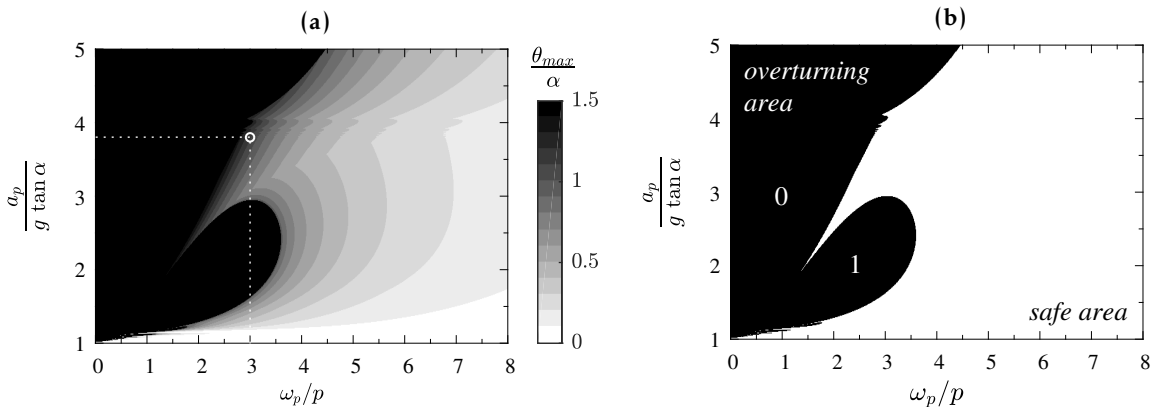 (a)
5
4
3
2
1
a_p
g tan α
0 1 2 3 4 5 6 7 8
ω_p/p
θ_max
α
1.5
1
0.5
0
(b)
5
4
3
2
1
a_p
g tan α
overturning
area
0
1
safe area
0 1 2 3 4 5 6 7 8
ω_p/p